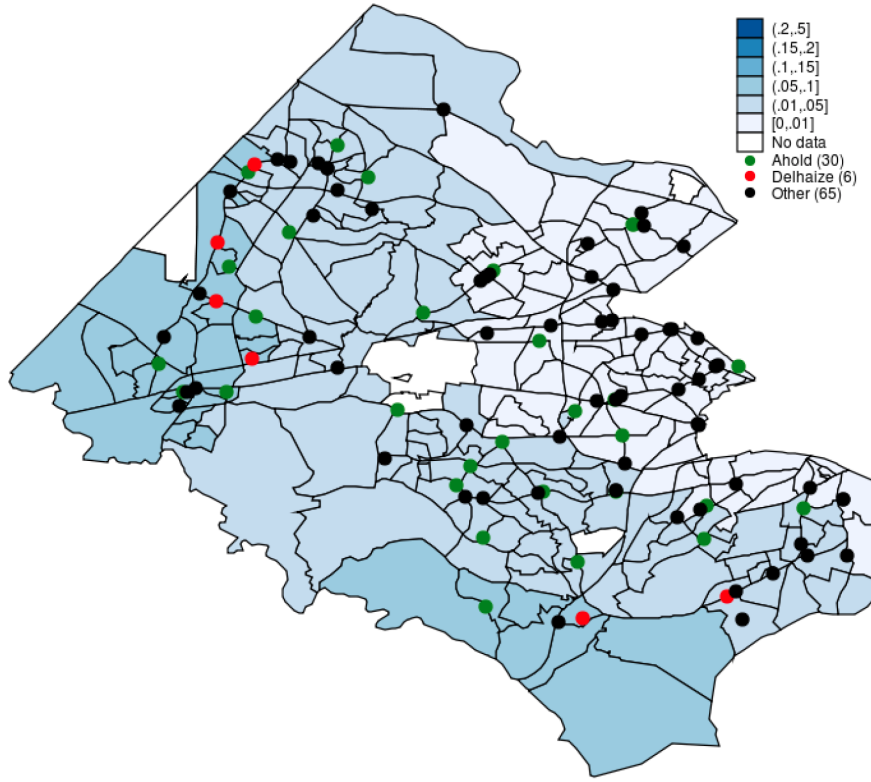 (.2,.5]
(.15,.2]
(.1,.15]
(.05,.1]
(.01,.05]
[0,.01]
No data
Ahold (30)
Delhaize (6)
Other (65)